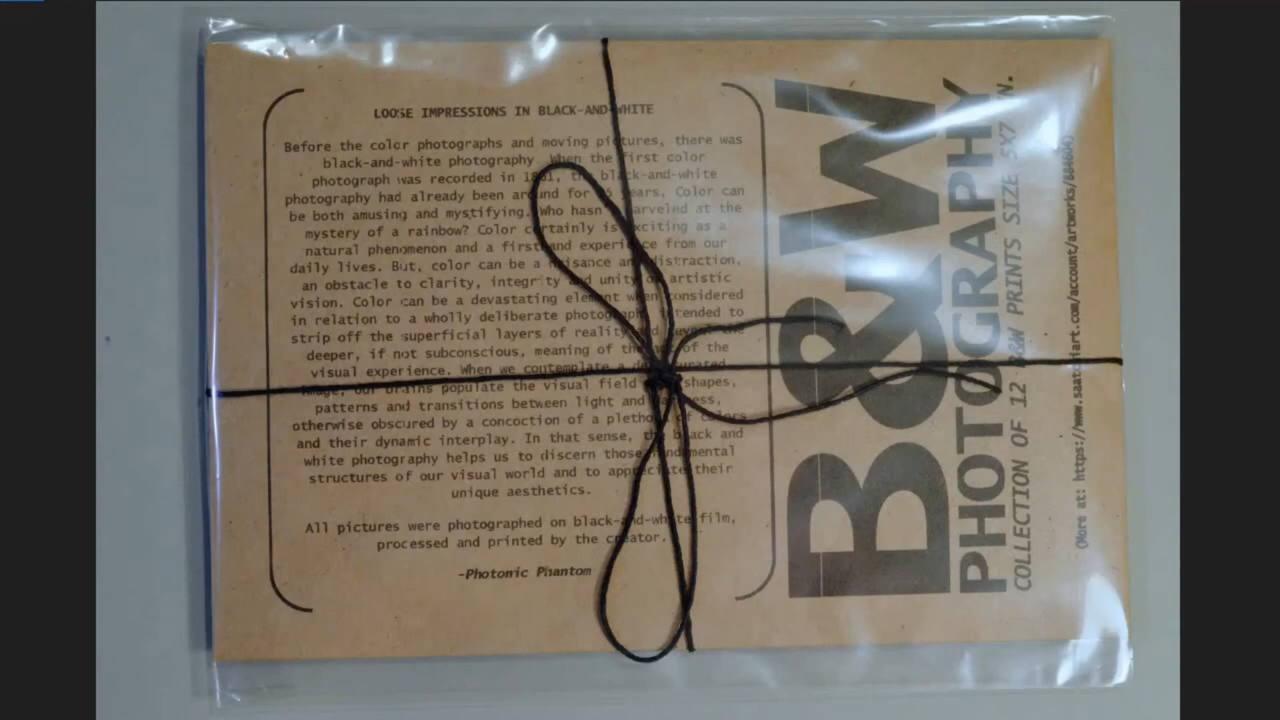 LOOSE IMPRESSIONS IN BLACK-AND-WHITE
Before the color photographs and moving pictures, there was
black-and-white photography. When the first color
photograph was recorded in 1861, the black-and-white
photography had already been around for years. Color can
be both amusing and mystifying. Who hasn't marveled at the
mystery of a rainbow? Color certainly is exciting as a
natural phenomenon and a firsthand experience from our
daily lives. But, color can be a nuisance and distraction,
an obstacle to clarity, integrity and unity of artistic
vision. Color can be a devastating element when considered
in relation to a wholly deliberate photograph intended to
strip off the superficial layers of reality and reveal the
deeper, if not subconscious, meaning of the of the
visual experience. When we contemplate a desaturated
image, our brains populate the visual field shapes,
patterns and transitions between light and darkness,
otherwise obscured by a concoction of a plethora of colors
and their dynamic interplay. In that sense, the black and
white photography helps us to discern those fundamental
structures of our visual world and to appreciate their
unique aesthetics.
All pictures were photographed on black-and-white film,
processed and printed by the creator.
-Photonic Phantom
B&W
PHOTOGRAPHY
COLLECTION OF 12 B&W PRINTS SIZE 5X7 IN.
(More at: https://www.saatchiart.com/account/artworks/